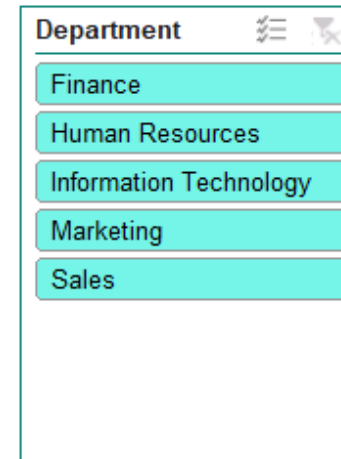 Department
Finance
Human Resources
Information Technology
Marketing
Sales